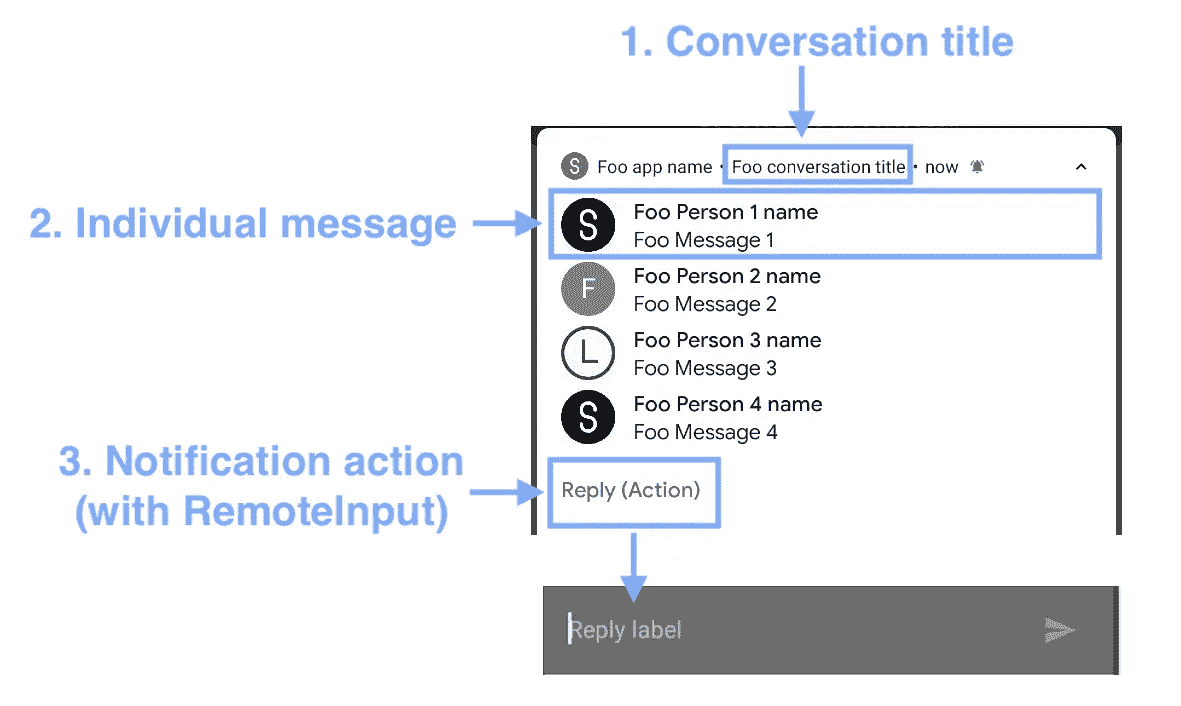 1. Conversation title
S Foo app name · Foo conversation title · now
2. Individual message
S
Foo Person 1 name
Foo Message 1
F
Foo Person 2 name
Foo Message 2
L
Foo Person 3 name
Foo Message 3
S
Foo Person 4 name
Foo Message 4
3. Notification action
(with RemoteInput)
Reply (Action)
Reply label